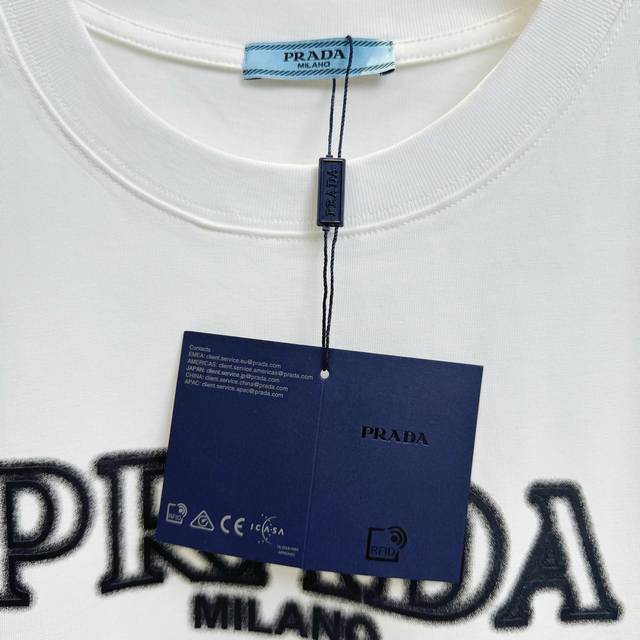 PRADA
MILANO
PRADA
Contacts
EMEA: client.service.eu@prada.com
AMERICAS: client.service.americas@prada.com
JAPAN: client.service.jp@prada.com
CHINA: client.service.china@prada.com
APAC: client.service.apac@prada.com
PRADA
RFID
CE
ICASA
RFID
PRADA
MILANO